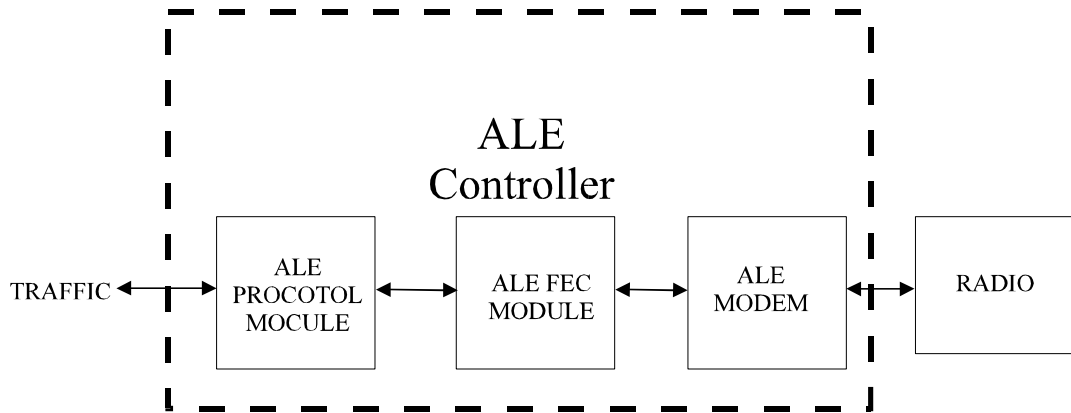 ALE
Controller
TRAFFIC
ALE
PROCOTOL
MOCULE
ALE FEC
MODULE
ALE
MODEM
RADIO